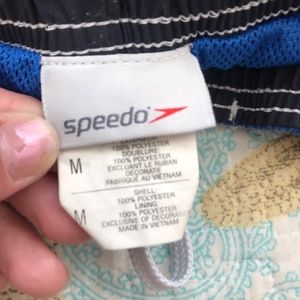 speedo
EXTÉRIEUR
100% POLYESTER
DOUBLURE
100% POLYESTER
EXCLUANT LE RUBAN
DÉCORATIF
FABRIQUÉ AU VIETNAM
M
SHELL:
100% POLYESTER
LINING:
100% POLYESTER
EXCLUSIVE OF DECORATION
MADE IN VIETNAM
M